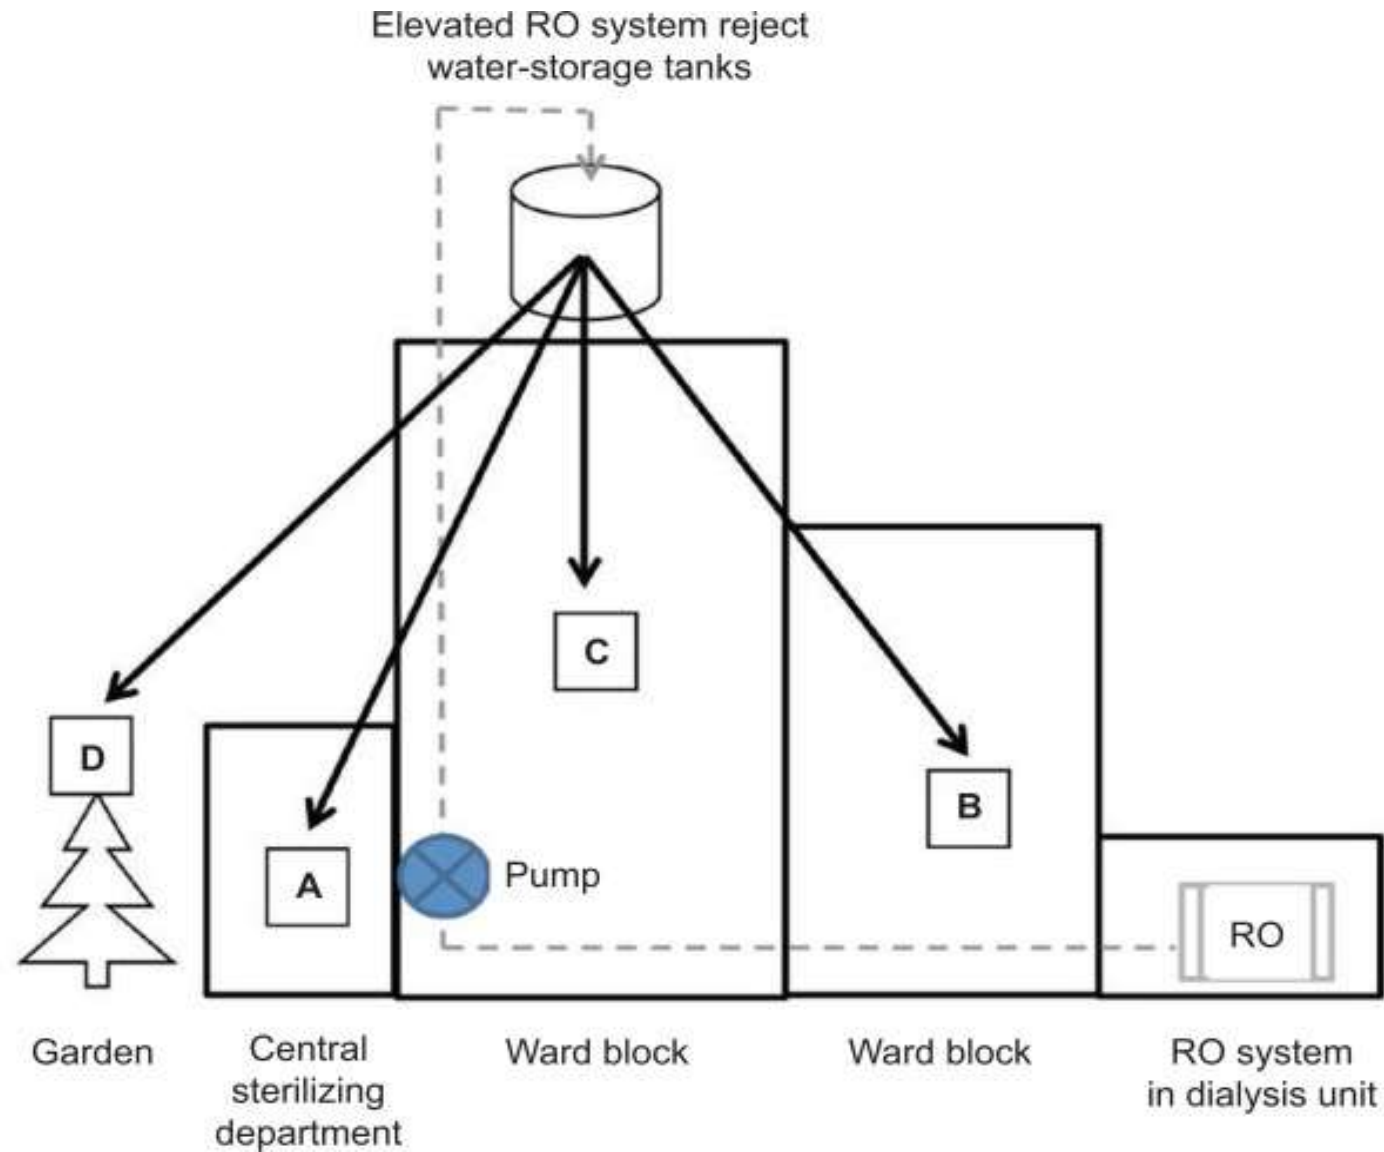 Elevated RO system reject
water-storage tanks
C
D
B
A
Pump
RO
Garden
Central
sterilizing
department
Ward block
Ward block
RO system
in dialysis unit